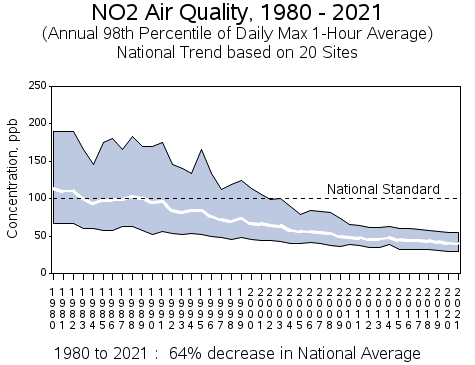 NO2 Air Quality, 1980 - 2021
(Annual 98th Percentile of Daily Max 1-Hour Average)
National Trend based on 20 Sites
Concentration, ppb
250
200
150
100
50
0
National Standard
1980 1981 1982 1983 1984 1985 1986 1987 1988 1989 1990 1991 1992 1993 1994 1995 1996 1997 1998 1999 2000 2001 2002 2003 2004 2005 2006 2007 2008 2009 2010 2011 2012 2013 2014 2015 2016 2017 2018 2019 2020 2021
1980 to 2021 : 64% decrease in National Average